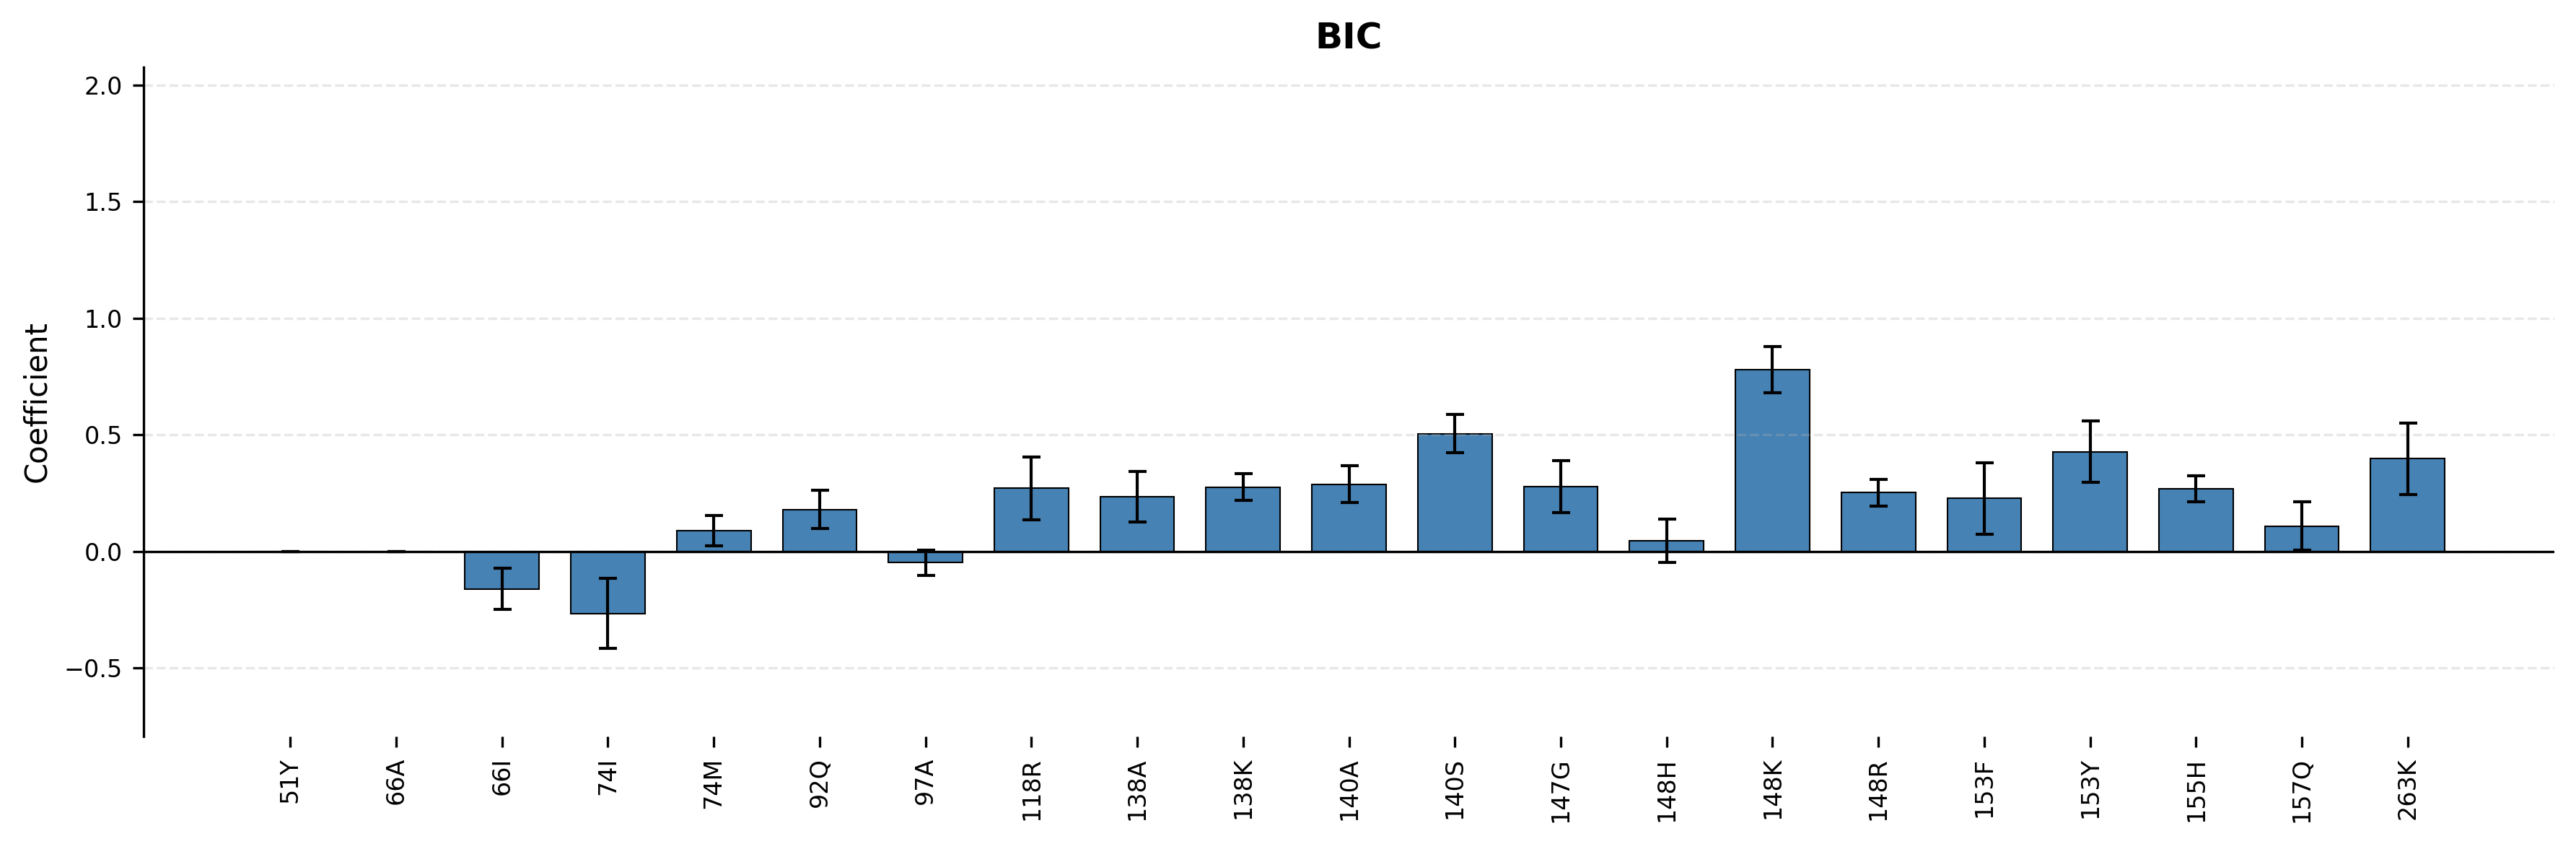 BIC
Coefficient
2.0
1.5
1.0
0.5
0.0
−0.5
51Y
66A
66I
74I
74M
92Q
97A
118R
138A
138K
140A
140S
147G
148H
148K
148R
153F
153Y
155H
157Q
263K